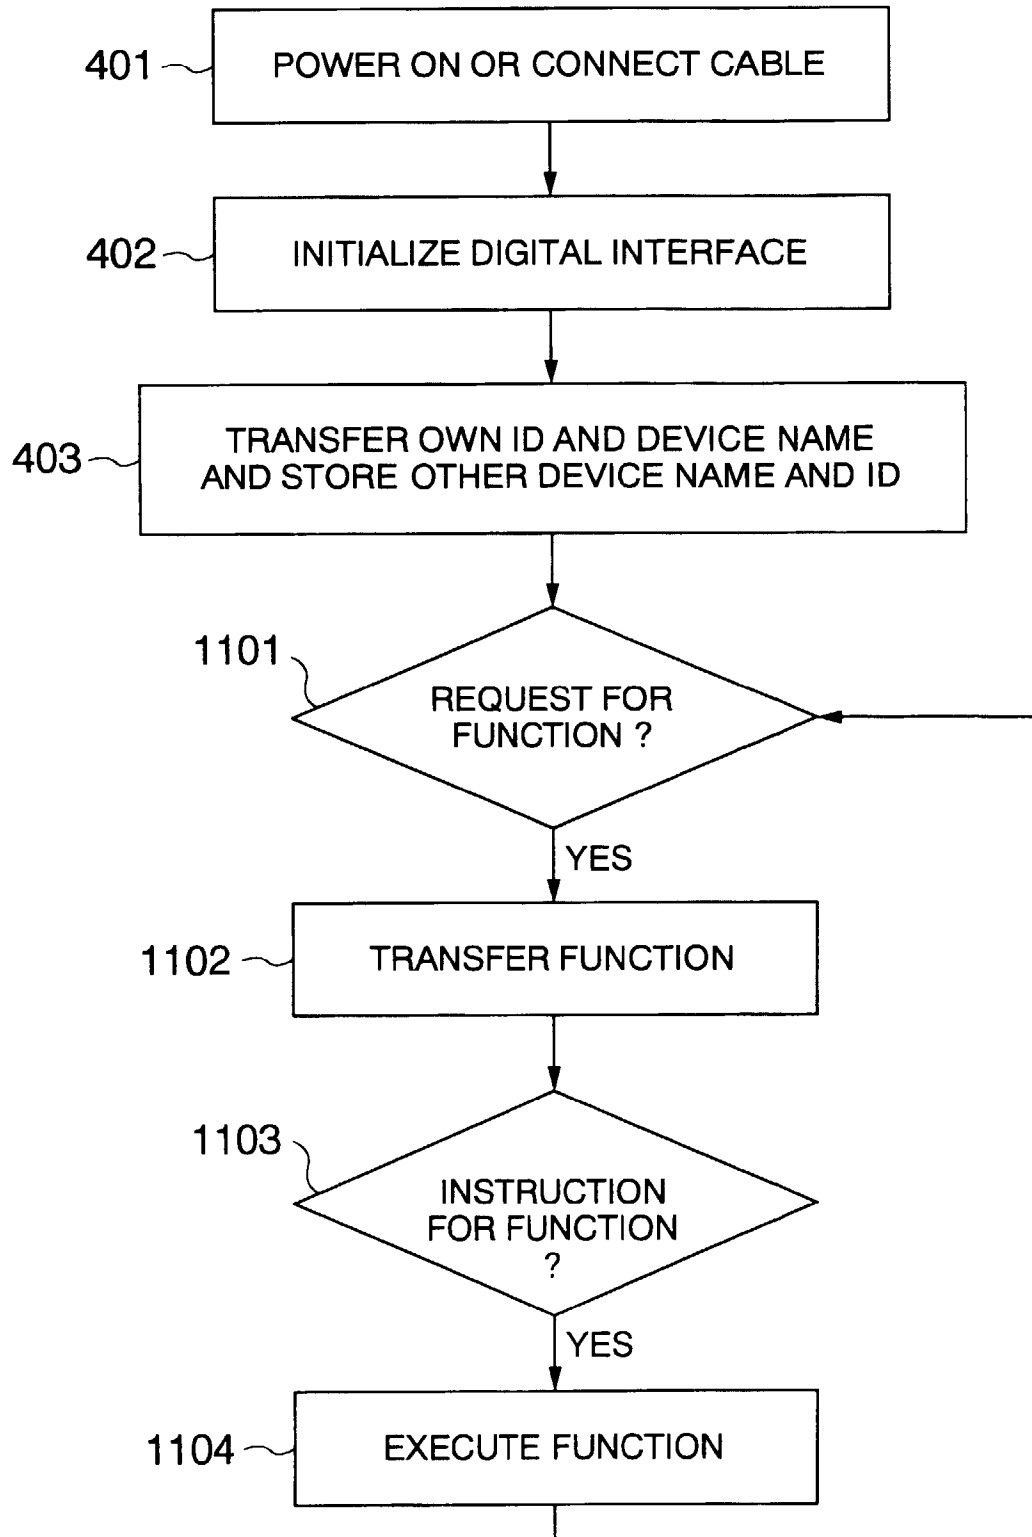 401
POWER ON OR CONNECT CABLE
402
INITIALIZE DIGITAL INTERFACE
403
TRANSFER OWN ID AND DEVICE NAME
AND STORE OTHER DEVICE NAME AND ID
1101
REQUEST FOR
FUNCTION ?
YES
1102
TRANSFER FUNCTION
1103
INSTRUCTION
FOR FUNCTION
?
YES
1104
EXECUTE FUNCTION